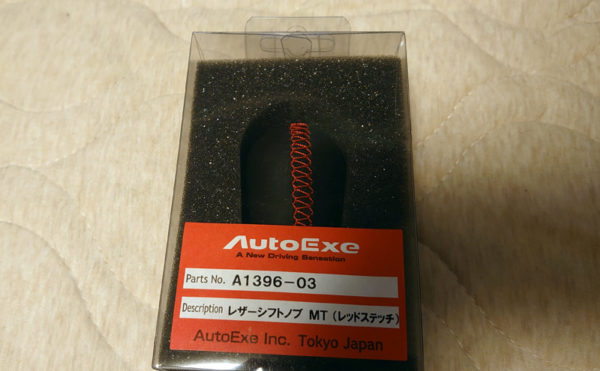 AutoExe
A New Driving Sensation
Parts No. A1396-03
Description レザーシフトノブ MT (レッドステッチ)
AutoExe Inc. Tokyo Japan